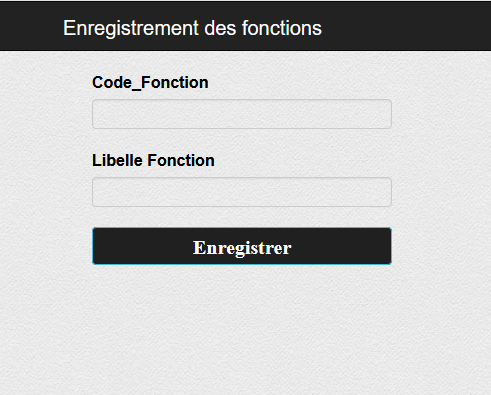 Enregistrement des fonctions
Code_Fonction
Libelle Fonction
Enregistrer